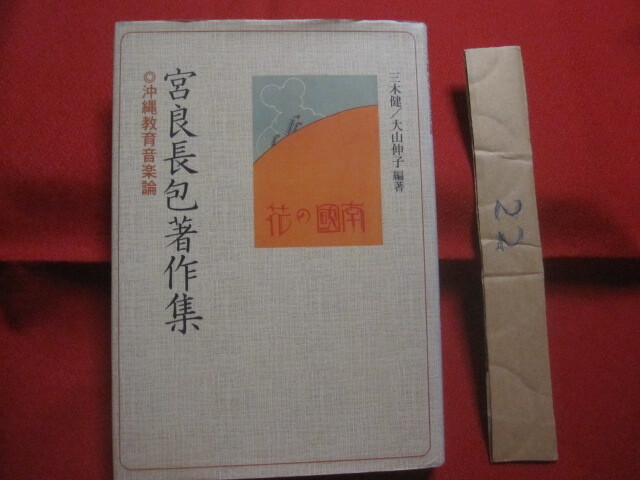 三木健/大山伸子 編著
宮良長包著作集
◎沖縄教育音楽論
南國の花
22